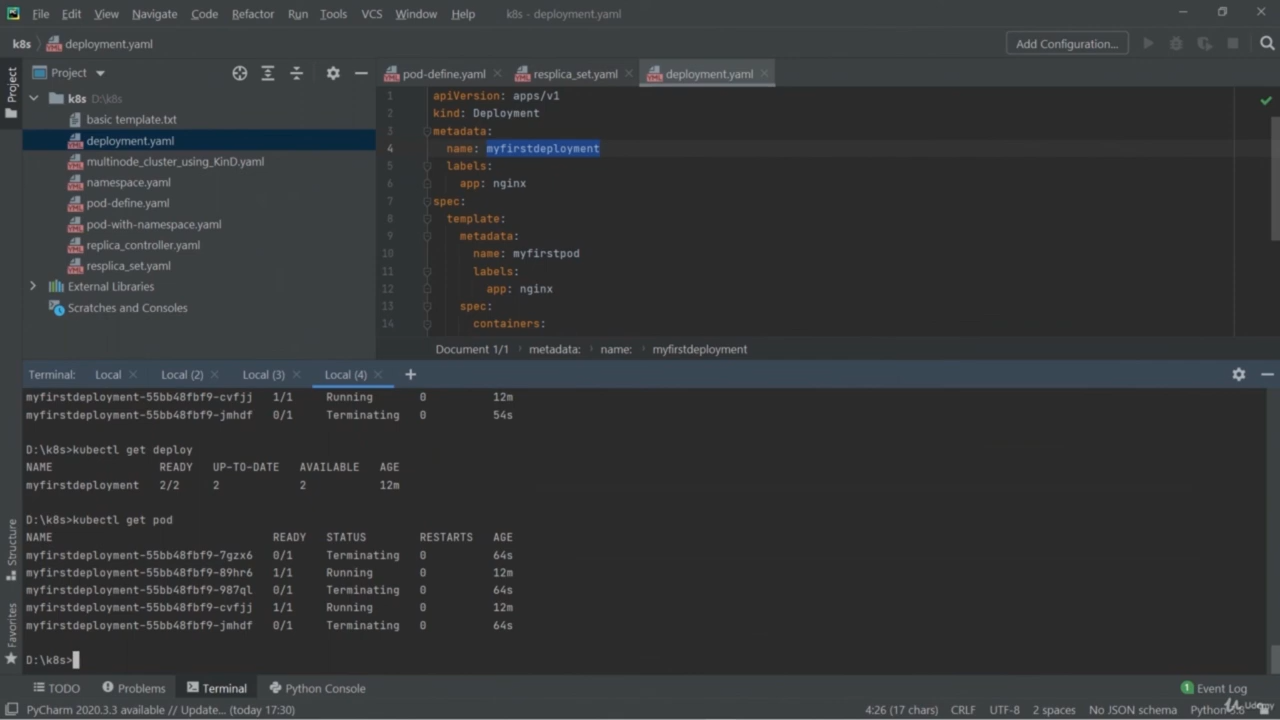 File Edit View Navigate Code Refactor Run Tools VCS Window Help k8s - deployment.yaml
k8s deployment.yaml Add Configuration...
Project
Project pod-define.yaml resplica_set.yaml deployment.yaml
k8s D:\k8s
basic template.txt
deployment.yaml
multinode_cluster_using_KinD.yaml
namespace.yaml
pod-define.yaml
pod-with-namespace.yaml
replica_controller.yaml
resplica_set.yaml
External Libraries
Scratches and Consoles
1 apiVersion: apps/v1
2 kind: Deployment
3 metadata:
4 name: myfirstdeployment
5 labels:
6 app: nginx
7 spec:
8 template:
9 metadata:
10 name: myfirstpod
11 labels:
12 app: nginx
13 spec:
14 containers:
Document 1/1 metadata: name: myfirstdeployment
Terminal: Local Local (2) Local (3) Local (4)
myfirstdeployment-55bb48fbf9-cvfjj 1/1 Running 0 12m
myfirstdeployment-55bb48fbf9-jmhdf 0/1 Terminating 0 54s
D:\k8s>kubectl get deploy
NAME READY UP-TO-DATE AVAILABLE AGE
myfirstdeployment 2/2 2 2 12m
D:\k8s>kubectl get pod
NAME READY STATUS RESTARTS AGE
myfirstdeployment-55bb48fbf9-7gzx6 0/1 Terminating 0 64s
myfirstdeployment-55bb48fbf9-89hr6 1/1 Running 0 12m
myfirstdeployment-55bb48fbf9-987ql 0/1 Terminating 0 64s
myfirstdeployment-55bb48fbf9-cvfjj 1/1 Running 0 12m
myfirstdeployment-55bb48fbf9-jmhdf 0/1 Terminating 0 64s
D:\k8s>
Structure
Favorites
TODO Problems Terminal Python Console 1 Event Log
PyCharm 2020.3.3 available // Update... (today 17:30) 4:26 (17 chars) CRLF UTF-8 2 spaces No JSON schema
Udemy